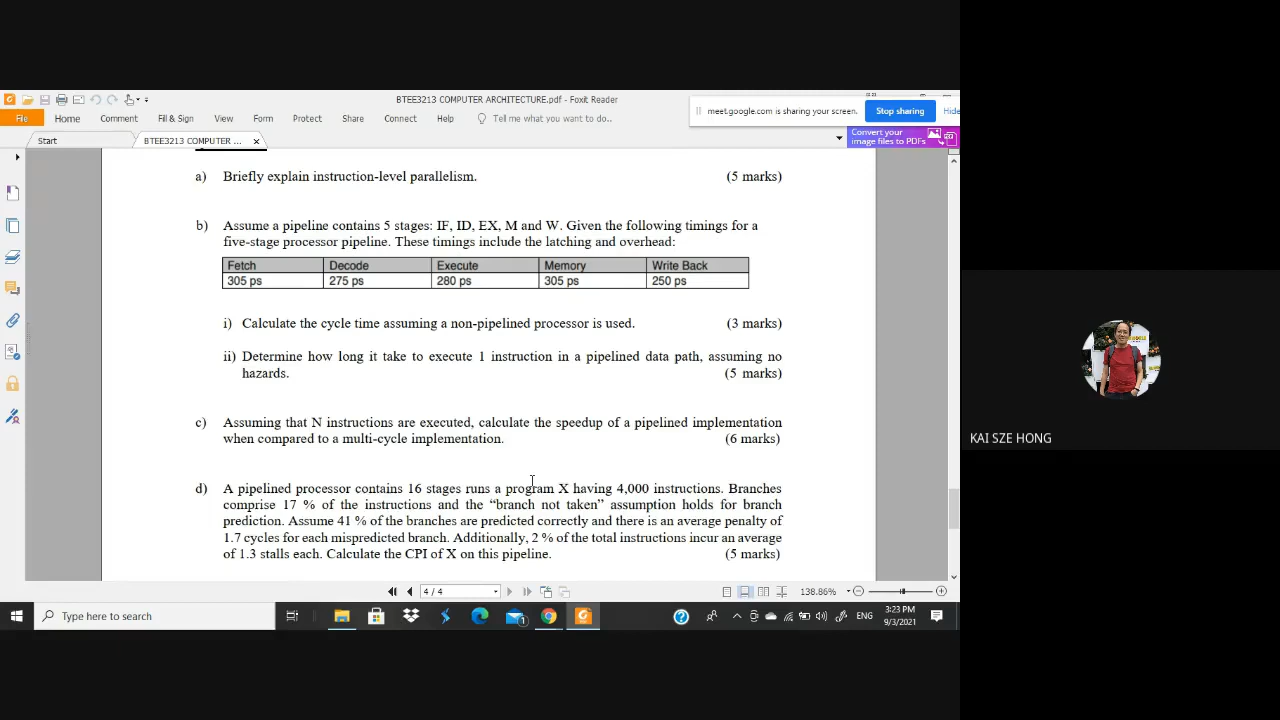 BTEE3213 COMPUTER ARCHITECTURE.pdf - Foxit Reader
meet.google.com is sharing your screen.
Stop sharing
Hide
File
Home
Comment
Fill & Sign
View
Form
Protect
Share
Connect
Help
Tell me what you want to do..
Convert your
image files to PDFs
Start
BTEE3213 COMPUTER ...
a) Briefly explain instruction-level parallelism. (5 marks)
b) Assume a pipeline contains 5 stages: IF, ID, EX, M and W. Given the following timings for a
five-stage processor pipeline. These timings include the latching and overhead:
Fetch Decode Execute Memory Write Back
305 ps 275 ps 280 ps 305 ps 250 ps
i) Calculate the cycle time assuming a non-pipelined processor is used. (3 marks)
ii) Determine how long it take to execute 1 instruction in a pipelined data path, assuming no
hazards. (5 marks)
c) Assuming that N instructions are executed, calculate the speedup of a pipelined implementation
when compared to a multi-cycle implementation. (6 marks)
d) A pipelined processor contains 16 stages runs a program X having 4,000 instructions. Branches
comprise 17 % of the instructions and the “branch not taken” assumption holds for branch
prediction. Assume 41 % of the branches are predicted correctly and there is an average penalty of
1.7 cycles for each mispredicted branch. Additionally, 2 % of the total instructions incur an average
of 1.3 stalls each. Calculate the CPI of X on this pipeline. (5 marks)
KAI SZE HONG
4 / 4
138.86%
Type here to search
1
ENG
3:23 PM
9/3/2021